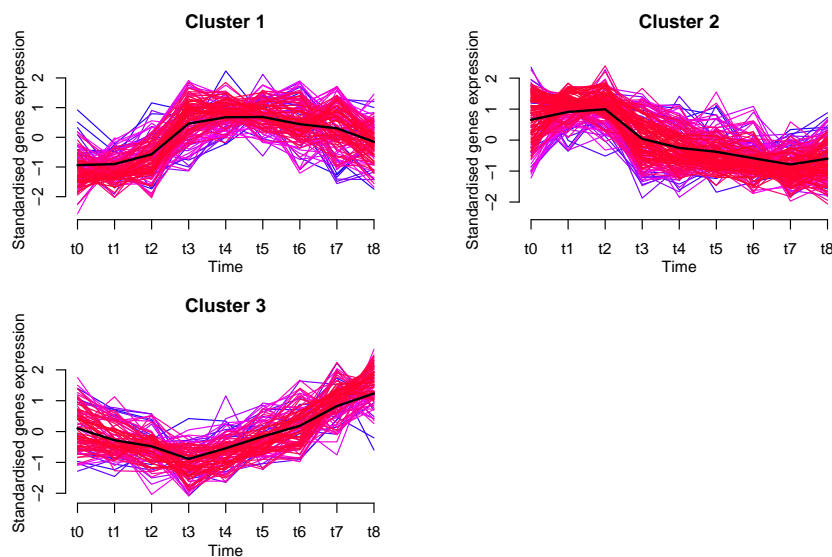 Cluster 1
Standardised genes expression
2
1
0
−1
−2
t0 t1 t2 t3 t4 t5 t6 t7 t8
Time
Cluster 2
Standardised genes expression
2
1
0
−1
−2
t0 t1 t2 t3 t4 t5 t6 t7 t8
Time
Cluster 3
Standardised genes expression
2
1
0
−1
−2
t0 t1 t2 t3 t4 t5 t6 t7 t8
Time